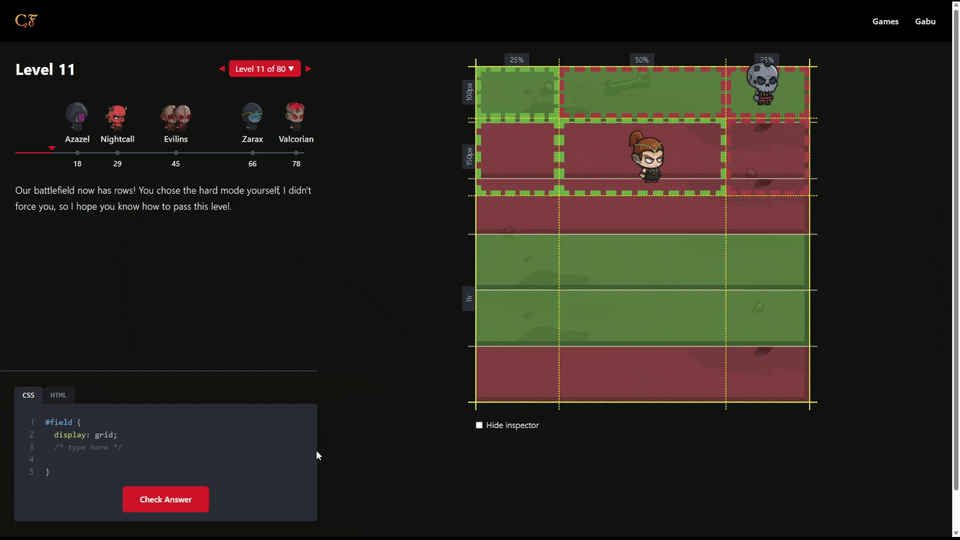 CF
Games
Gabu
Level 11
◀ Level 11 of 80 ▼ ▶
Azazel
Nightcall
Evilins
Zarax
Valcorian
18
29
45
66
78
Our battlefield now has rows! You chose the hard mode yourself, I didn't
force you, so I hope you know how to pass this level.
25%
50%
25%
100px
150px
1fr
Hide inspector
CSS
HTML
1 #field {
2 display: grid;
3 /* type here */
4
5 }
Check Answer